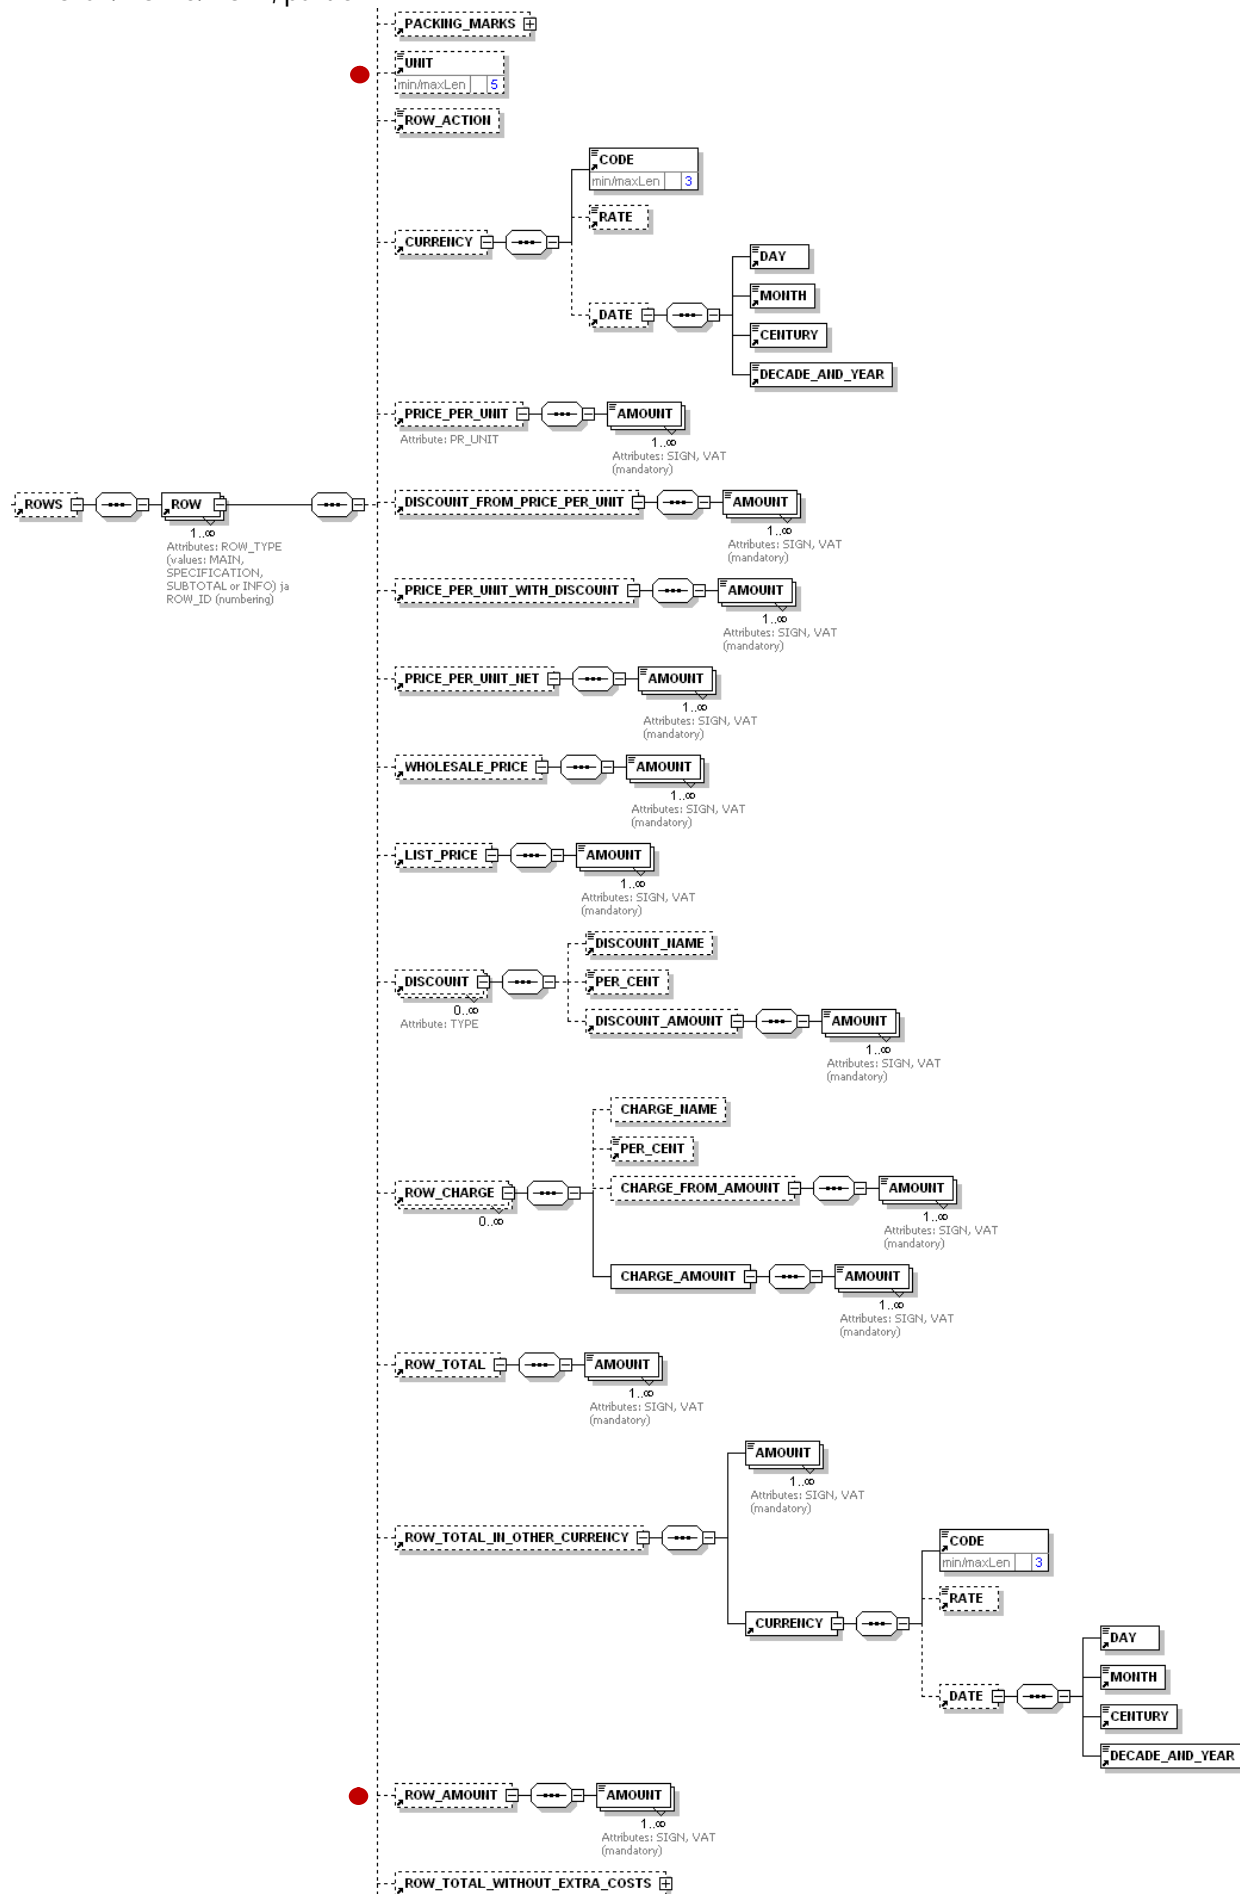 PACKING_MARKS
UNIT
min/maxLen 5
ROW_ACTION
CODE
min/maxLen 3
RATE
CURRENCY
DAY
MONTH
DATE
CENTURY
DECADE_AND_YEAR
PRICE_PER_UNIT
AMOUNT
Attribute: PR_UNIT
1..∞
Attributes: SIGN, VAT
(mandatory)
ROWS
ROW
1..∞
Attributes: ROW_TYPE
(values: MAIN,
SPECIFICATION,
SUBTOTAL or INFO) ja
ROW_ID (numbering)
DISCOUNT_FROM_PRICE_PER_UNIT
AMOUNT
1..∞
Attributes: SIGN, VAT
(mandatory)
PRICE_PER_UNIT_WITH_DISCOUNT
AMOUNT
1..∞
Attributes: SIGN, VAT
(mandatory)
PRICE_PER_UNIT_NET
AMOUNT
1..∞
Attributes: SIGN, VAT
(mandatory)
WHOLESALE_PRICE
AMOUNT
1..∞
Attributes: SIGN, VAT
(mandatory)
LIST_PRICE
AMOUNT
1..∞
Attributes: SIGN, VAT
(mandatory)
DISCOUNT_NAME
DISCOUNT
0..∞
Attribute: TYPE
PER_CENT
DISCOUNT_AMOUNT
AMOUNT
1..∞
Attributes: SIGN, VAT
(mandatory)
CHARGE_NAME
PER_CENT
ROW_CHARGE
0..∞
CHARGE_FROM_AMOUNT
AMOUNT
1..∞
Attributes: SIGN, VAT
(mandatory)
CHARGE_AMOUNT
AMOUNT
1..∞
Attributes: SIGN, VAT
(mandatory)
ROW_TOTAL
AMOUNT
1..∞
Attributes: SIGN, VAT
(mandatory)
AMOUNT
1..∞
Attributes: SIGN, VAT
(mandatory)
ROW_TOTAL_IN_OTHER_CURRENCY
CODE
min/maxLen 3
RATE
CURRENCY
DAY
MONTH
DATE
CENTURY
DECADE_AND_YEAR
ROW_AMOUNT
AMOUNT
1..∞
Attributes: SIGN, VAT
(mandatory)
ROW_TOTAL_WITHOUT_EXTRA_COSTS